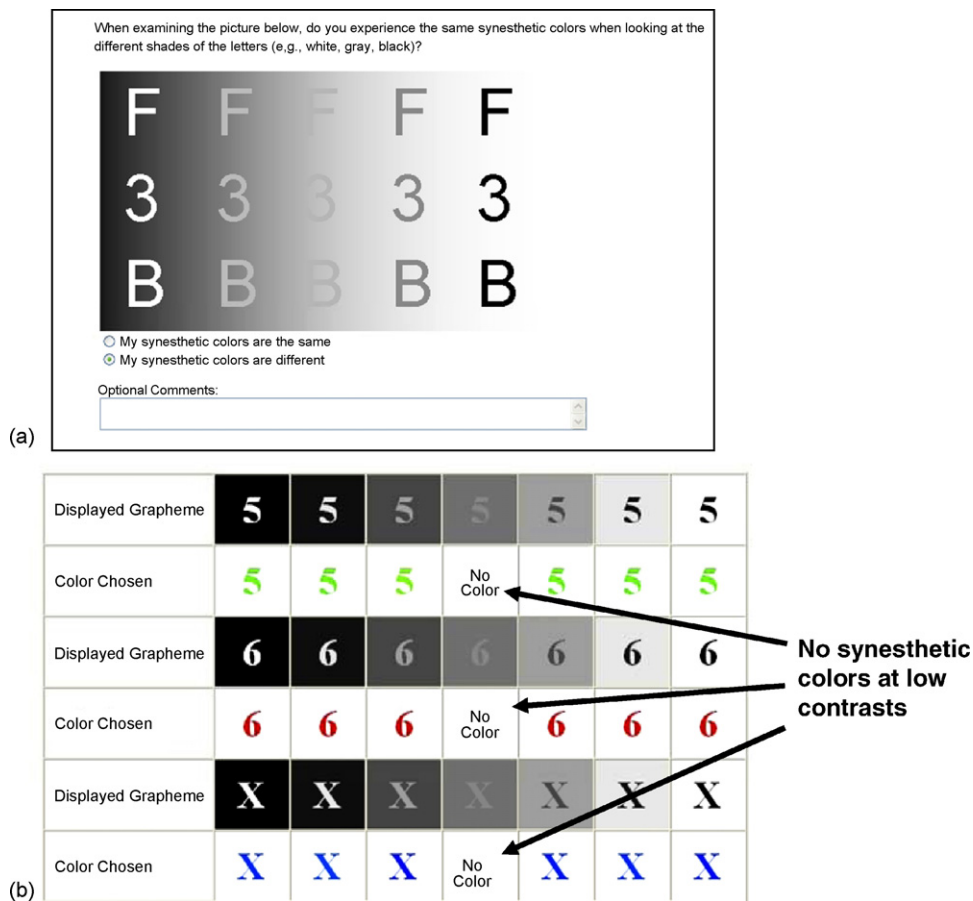 When examining the picture below, do you experience the same synesthetic colors when looking at the
different shades of the letters (e,g., white, gray, black)?
F F F F F
3 3 3 3 3
B B B B B
My synesthetic colors are the same
My synesthetic colors are different
Optional Comments:
(a)
Displayed Grapheme 5 5 5 5 5 5 5
Color Chosen 5 5 5 No Color 5 5 5
Displayed Grapheme 6 6 6 6 6 6 6
Color Chosen 6 6 6 No Color 6 6 6
Displayed Grapheme X X X X X X X
Color Chosen X X X No Color X X X
(b)
No synesthetic
colors at low
contrasts